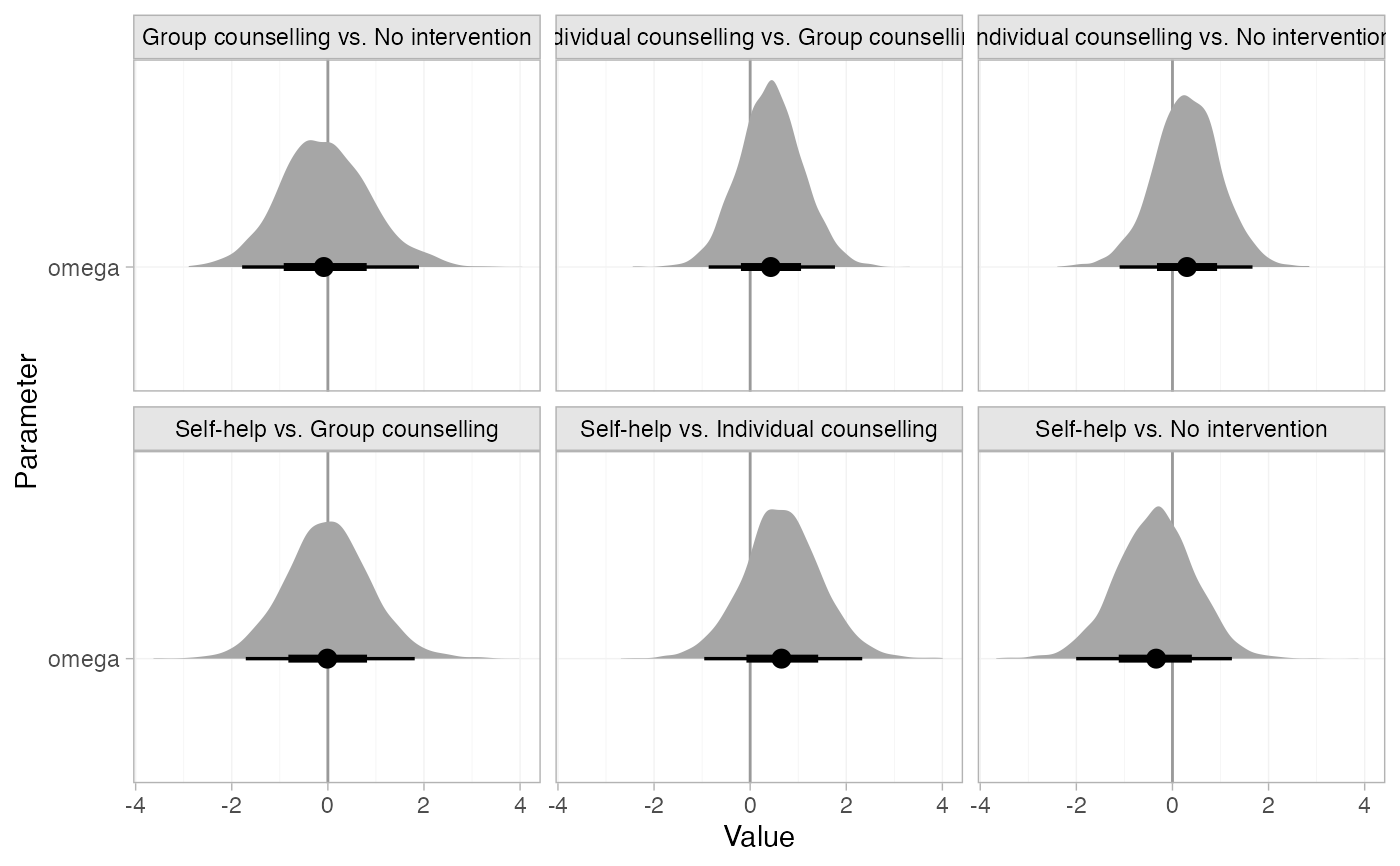 Group counselling vs. No intervention
dividual counselling vs. Group counsellin
ndividual counselling vs. No intervention
omega
Self-help vs. Group counselling
Self-help vs. Individual counselling
Self-help vs. No intervention
omega
-4 -2 0 2 4
-4 -2 0 2 4
-4 -2 0 2 4
Value
Parameter